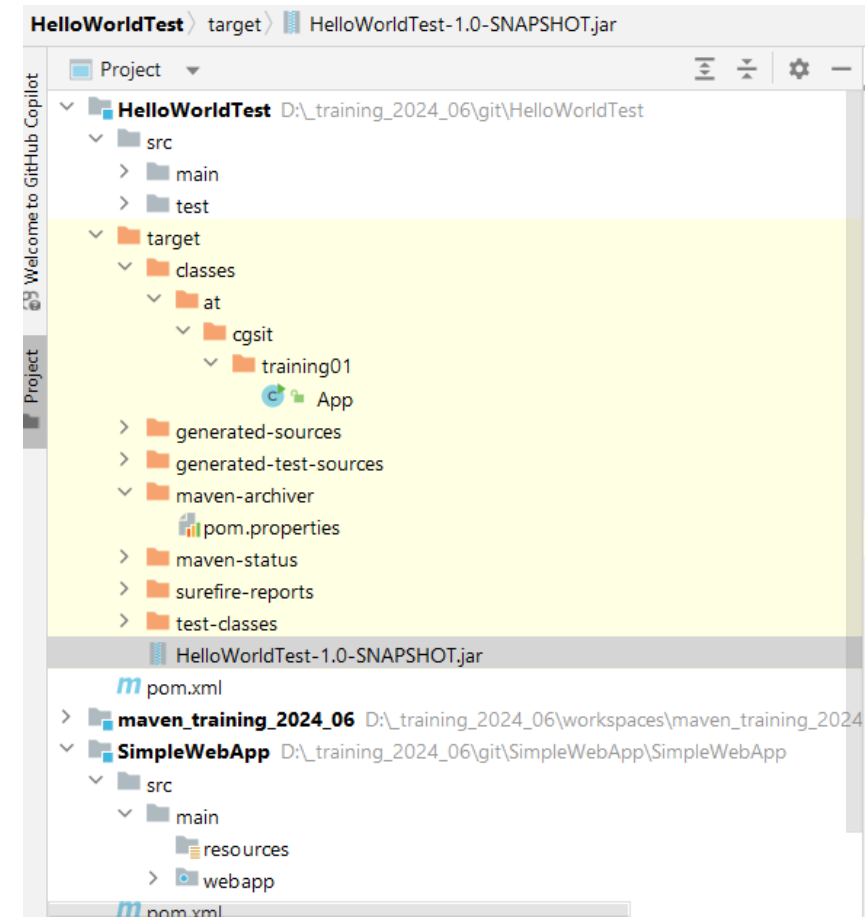 HelloWorldTest 〉 target 〉 HelloWorldTest-1.0-SNAPSHOT.jar
Project
Welcome to GitHub Copilot
Project
HelloWorldTest D:\_training_2024_06\git\HelloWorldTest
src
main
test
target
classes
at
cgsit
training01
App
generated-sources
generated-test-sources
maven-archiver
pom.properties
maven-status
surefire-reports
test-classes
HelloWorldTest-1.0-SNAPSHOT.jar
pom.xml
maven_training_2024_06 D:\_training_2024_06\workspaces\maven_training_2024
SimpleWebApp D:\_training_2024_06\git\SimpleWebApp\SimpleWebApp
src
main
resources
webapp
pom.xml